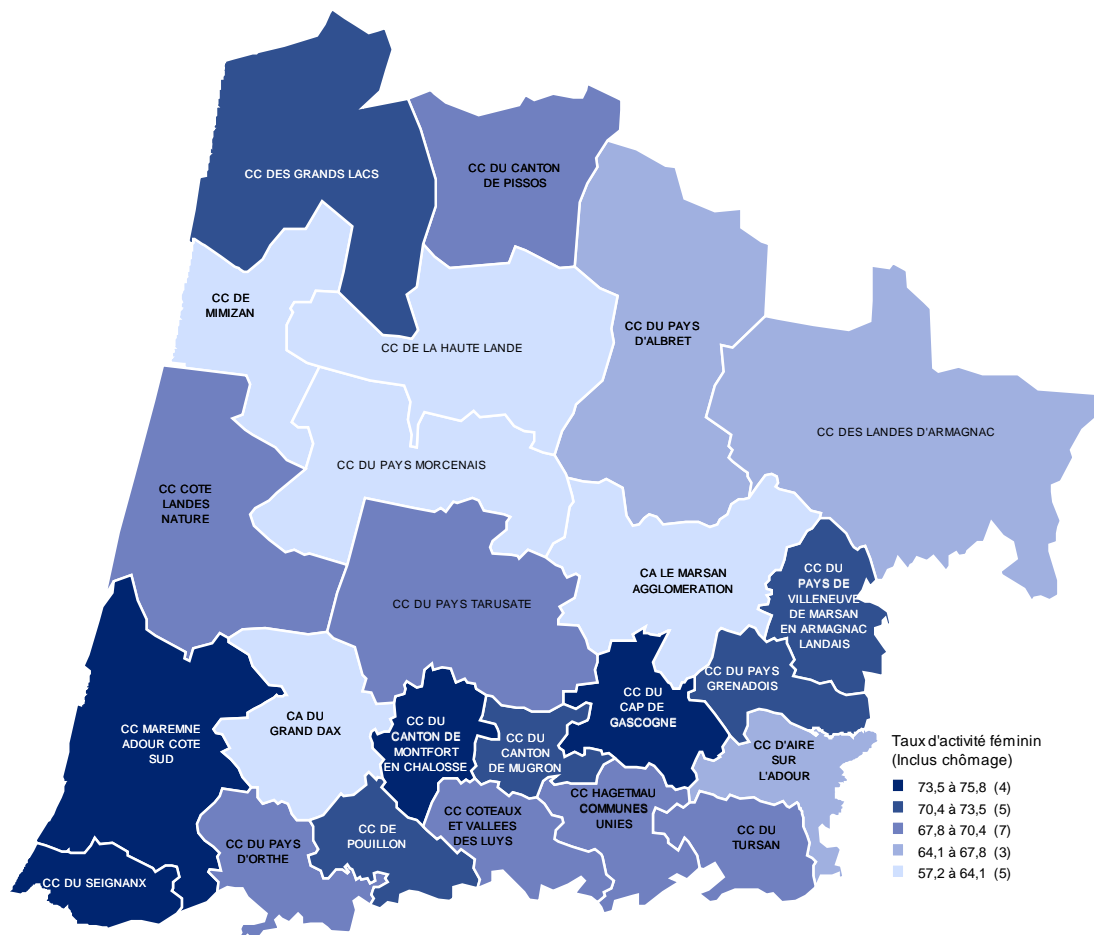 CC DES GRANDS LACS
CC DU CANTON
DE PISSOS
CC DE
MIMIZAN
CC DU PAYS
D'ALBRET
CC DE LA HAUTE LANDE
CC DES LANDES D'ARMAGNAC
CC DU PAYS MORCENAIS
CC COTE
LANDES
NATURE
CA LE MARSAN
AGGLOMERATION
CC DU
PAYS DE
VILLENEUVE
DE MARSAN
EN ARMAGNAC
LANDAIS
CC DU PAYS TARUSATE
CC DU PAYS
GRENADOIS
CC DU
CAP DE
GASCOGNE
CC MAREMNE
ADOUR COTE
SUD
CA DU
GRAND DAX
CC DU
CANTON DE
MONTFORT
EN CHALOSSE
CC DU
CANTON
DE MUGRON
CC D'AIRE
SUR
L'ADOUR
CC HAGETMAU
COMMUNES
UNIES
CC COTEAUX
ET VALLEES
DES LUYS
CC DE
POUILLON
CC DU
TURSAN
CC DU PAYS
D'ORTHE
CC DU SEIGNANX
Taux d'activité féminin
(Inclus chômage)
73,5 à 75,8 (4)
70,4 à 73,5 (5)
67,8 à 70,4 (7)
64,1 à 67,8 (3)
57,2 à 64,1 (5)